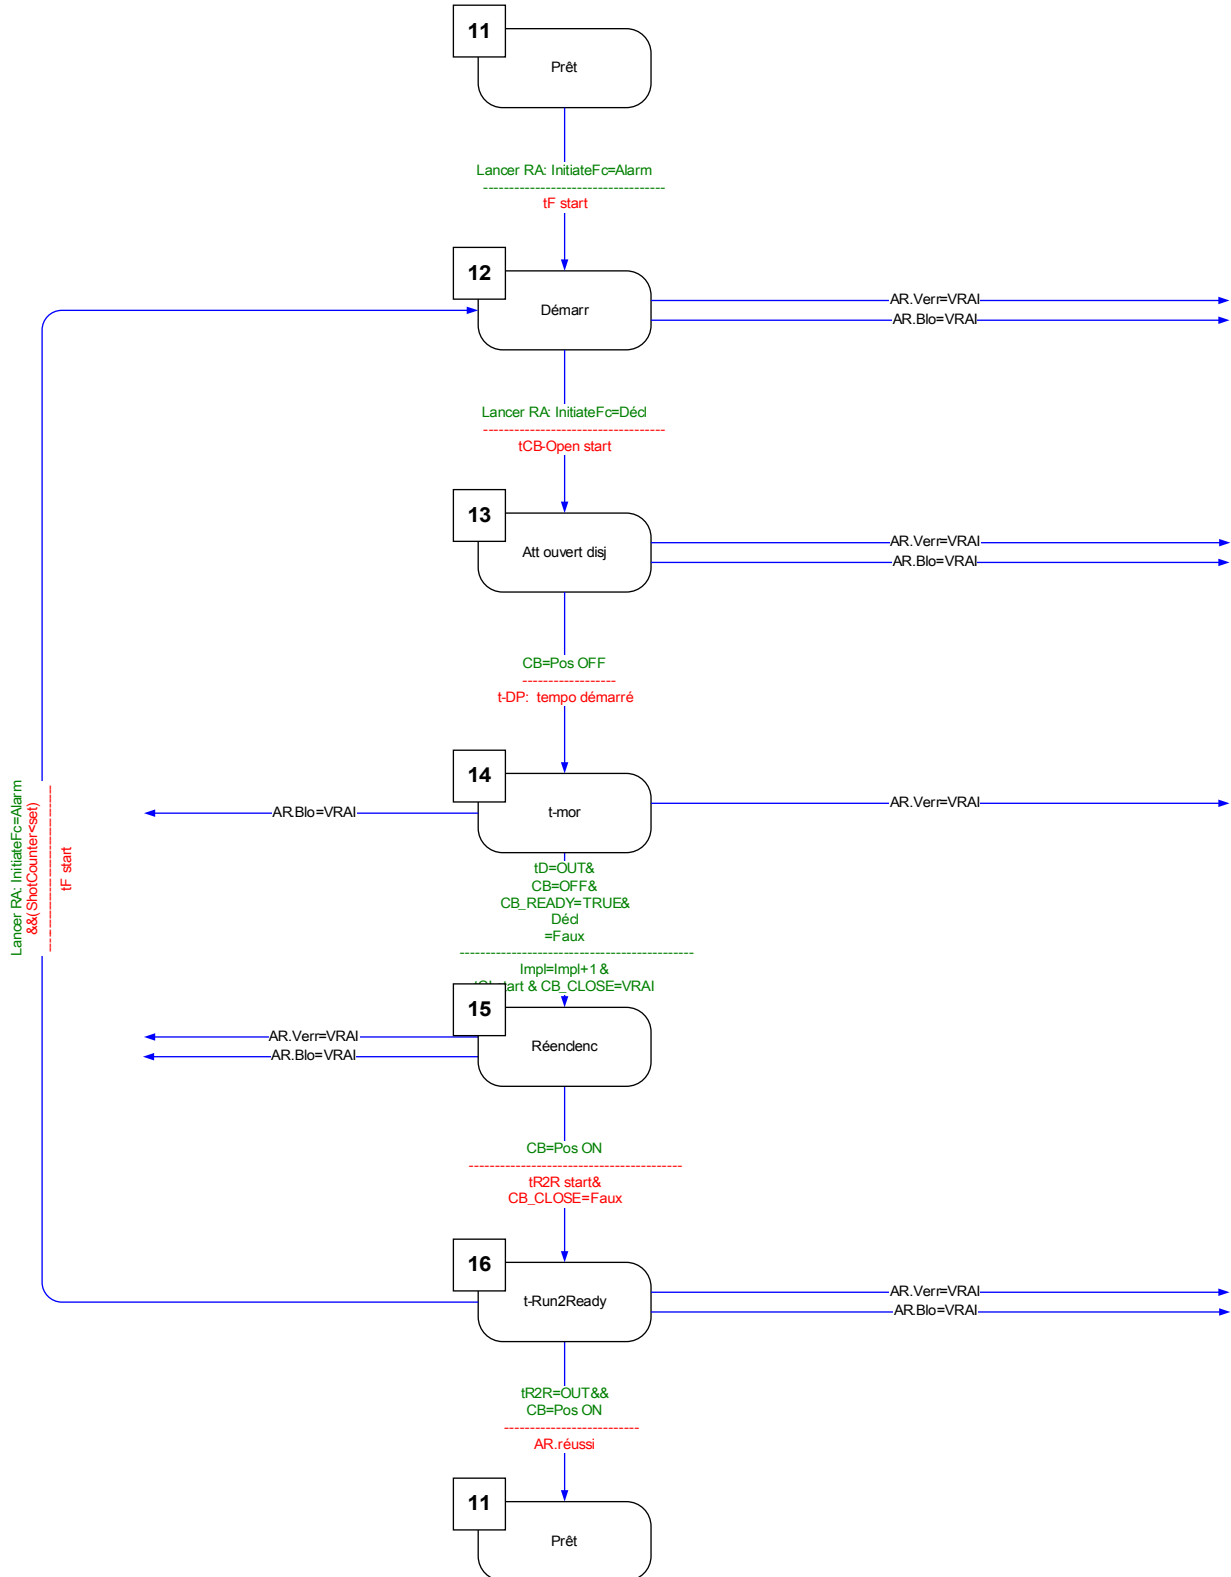 11
Prêt
Lancer RA: InitiateFc=Alarm
------------------------------------
tF start
12
Démarr
AR.Verr=VRAI
AR.Blo=VRAI
Lancer RA: InitiateFc=Décl
------------------------------------
tCB-Open start
13
Att ouvert disj
AR.Verr=VRAI
AR.Blo=VRAI
CB=Pos OFF
------------------
t-DP: tempo démarré
14
t-mor
AR.Blo=VRAI
AR.Verr=VRAI
Lancer RA: InitiateFc=Alarm
&&(ShotCounter<set)
--------------------------------
tF start
tD=OUT&
CB=OFF&
CB_READY=TRUE&
Décl
=Faux
---------------------------------------------
Impl=Impl+1 &
start & CB_CLOSE=VRAI
15
Réenclenc
AR.Verr=VRAI
AR.Blo=VRAI
CB=Pos ON
-----------------------------------------
tR2R start&
CB_CLOSE=Faux
16
t-Run2Ready
AR.Verr=VRAI
AR.Blo=VRAI
tR2R=OUT&&
CB=Pos ON
--------------------------
AR.réussi
11
Prêt